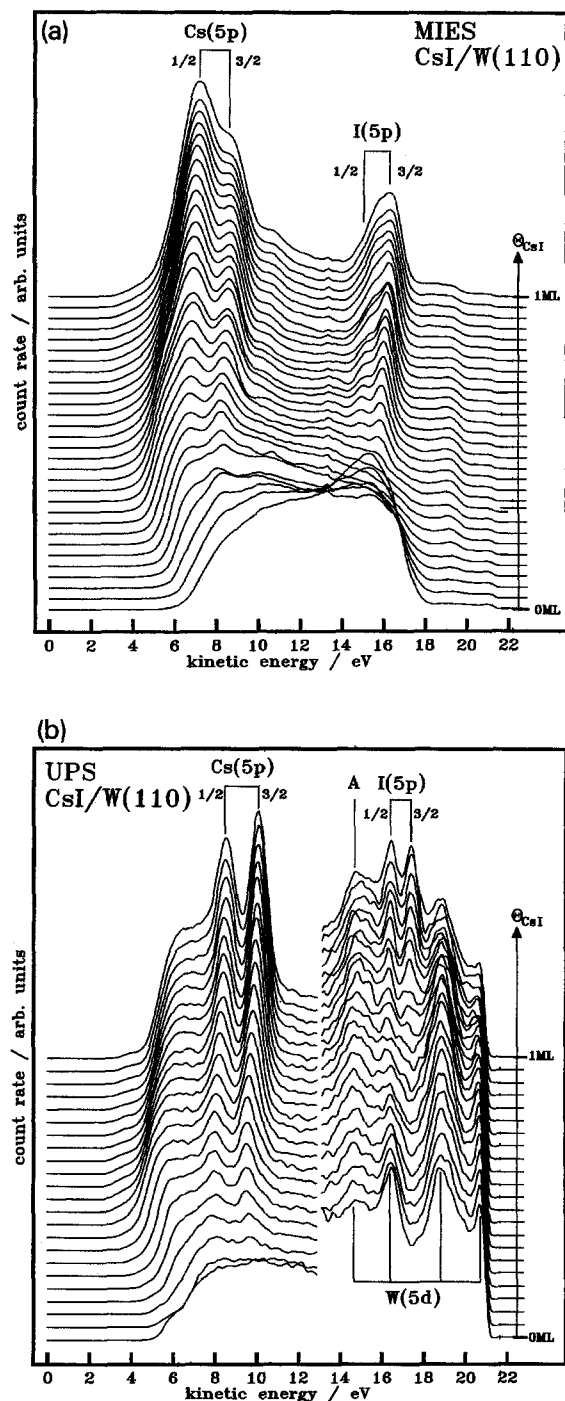 (a)
Cs(5p)
1/2 3/2
MIES
CsI/W(110)
I(5p)
1/2 3/2
ΘCsI
1ML
0ML
count rate / arb. units
0 2 4 6 8 10 12 14 16 18 20 22
kinetic energy / eV
(b)
UPS
CsI/W(110)
Cs(5p)
1/2 3/2
A I(5p)
1/2 3/2
ΘCsI
1ML
W(5d)
0ML
count rate / arb. units
0 2 4 6 8 10 12 14 16 18 20 22
kinetic energy / eV